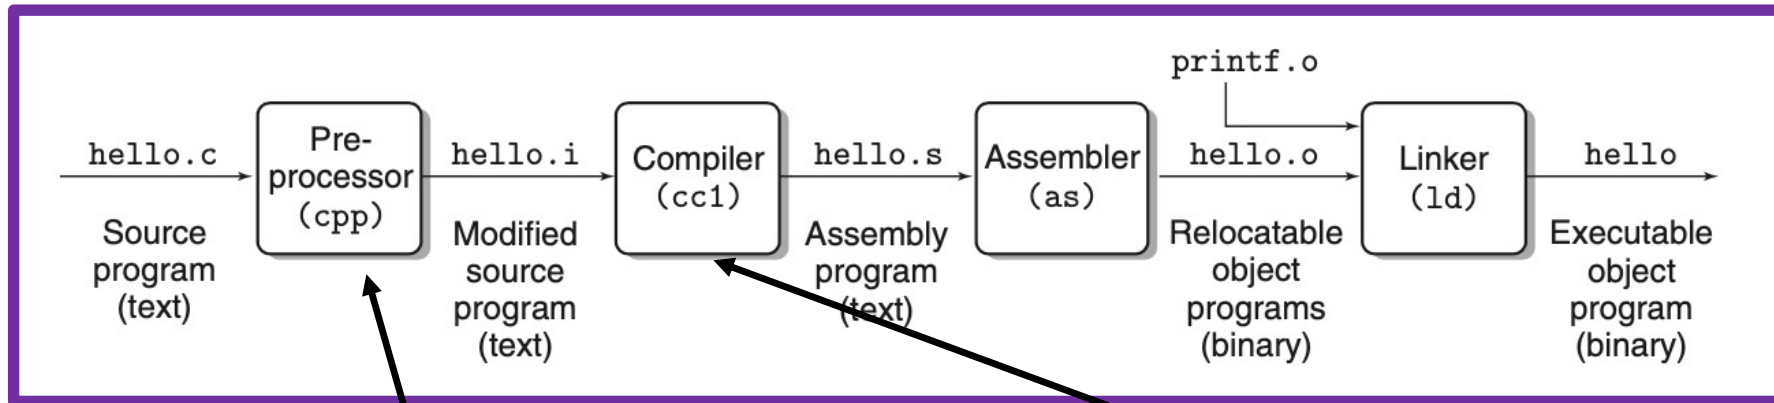 printf.o
hello.c
Pre-
processor
(cpp)
hello.i
Compiler
(cc1)
hello.s
Assembler
(as)
hello.o
Linker
(ld)
hello
Source
program
(text)
Modified
source
program
(text)
Assembly
program
(text)
Relocatable
object
programs
(binary)
Executable
object
program
(binary)